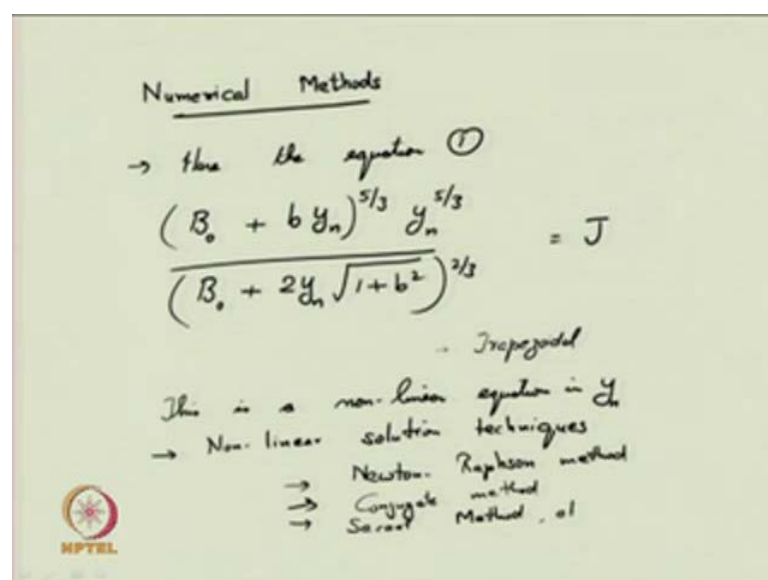 Numerical Methods
→ Here the equation ①
(B₀ + b yₙ)^5/3 yₙ^5/3
(B₀ + 2yₙ √1+b²)^2/3
= J
Trapezoidal
This is a non-linear equation in yₙ
→ Non-linear solution techniques
→ Newton-Raphson method
→ Conjugate method
→ Secant Method,
NPTEL